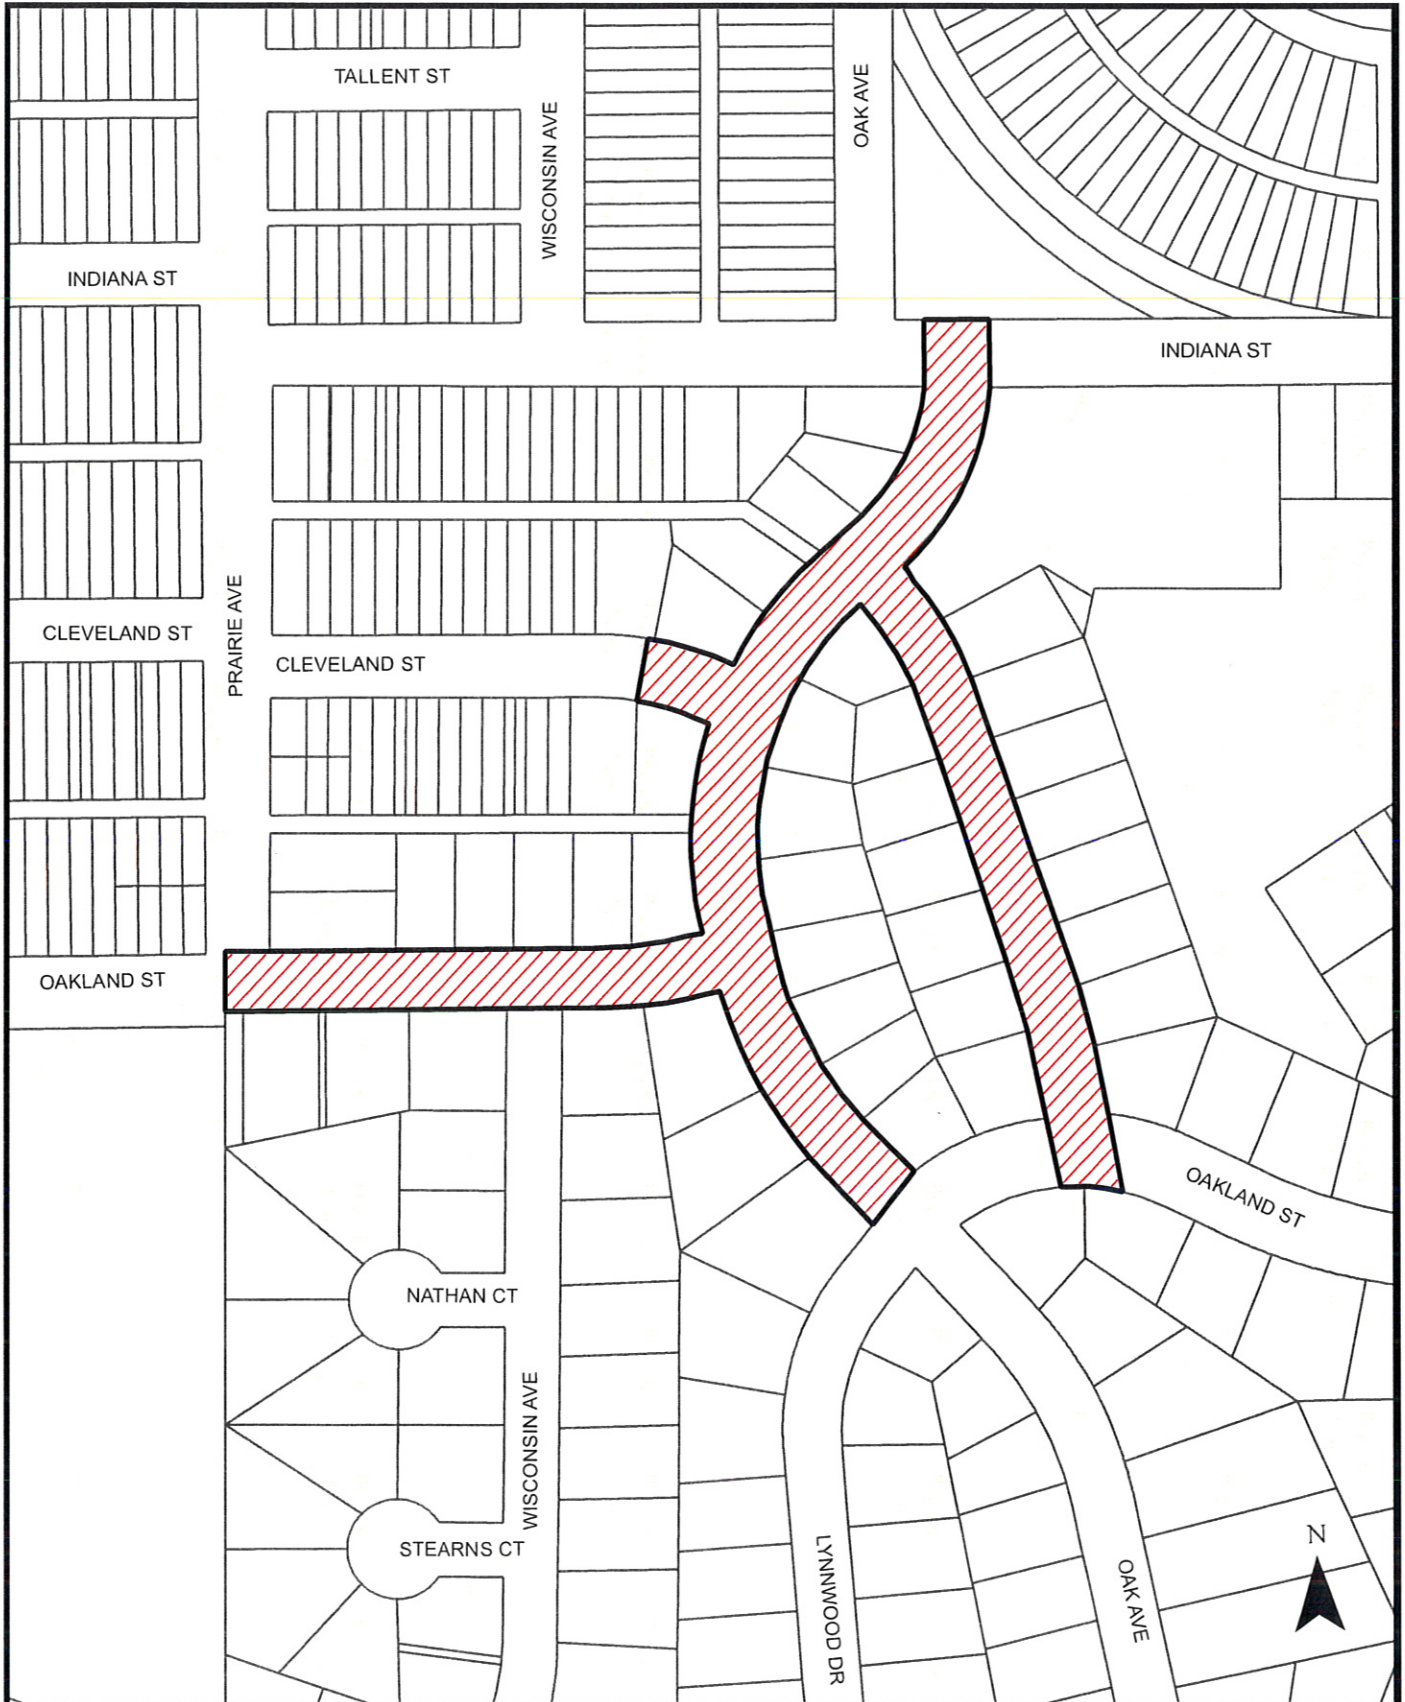 TALLENT ST
OAK AVE
WISCONSIN AVE
INDIANA ST
INDIANA ST
PRAIRIE AVE
CLEVELAND ST
CLEVELAND ST
OAKLAND ST
OAKLAND ST
NATHAN CT
WISCONSIN AVE
STEARNS CT
N
LYNNWOOD DR
OAK AVE